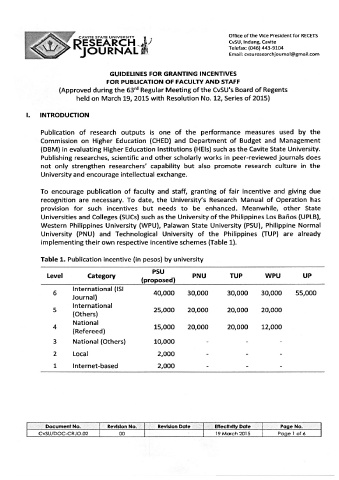 CAVITE STATE UNIVERSITY
RESEARCH
JOURNAL
Office of the Vice President for RECETS
CvSU, Indang, Cavite
Telefax: (046) 443-9104
Email: cvsuresearchjournal@gmail.com
GUIDELINES FOR GRANTING INCENTIVES
FOR PUBLICATION OF FACULTY AND STAFF
(Approved during the 63rd Regular Meeting of the CvSU's Board of Regents
held on March 19, 2015 with Resolution No. 12, Series of 2015)
I. INTRODUCTION
Publication of research outputs is one of the performance measures used by the
Commission on Higher Education (CHED) and Department of Budget and Management
(DBM) in evaluating Higher Education Institutions (HEIs) such as the Cavite State University.
Publishing researches, scientific and other scholarly works in peer-reviewed journals does
not only strengthen researchers' capability but also promote research culture in the
University and encourage intellectual exchange.
To encourage publication of faculty and staff, granting of fair incentive and giving due
recognition are necessary. To date, the University's Research Manual of Operation has
provision for such incentives but needs to be enhanced. Meanwhile, other State
Universities and Colleges (SUCs) such as the University of the Philippines Los Baños (UPLB),
Western Philippines University (WPU), Palawan State University (PSU), Philippine Normal
University (PNU) and Technological University of the Philippines (TUP) are already
implementing their own respective incentive schemes (Table 1).
Table 1. Publication incentive (in pesos) by university
Level Category PSU (proposed) PNU TUP WPU UP
6 International (ISI Journal) 40,000 30,000 30,000 30,000 55,000
5 International (Others) 25,000 20,000 20,000 20,000
4 National (Refereed) 15,000 20,000 20,000 12,000
3 National (Others) 10,000 - - -
2 Local 2,000 - - -
1 Internet-based 2,000 - - -
Document No. Revision No. Revision Date Effectivity Date Page No.
CvSU/DOC-CRJO-02 00 19 March 2015 Page 1 of 6